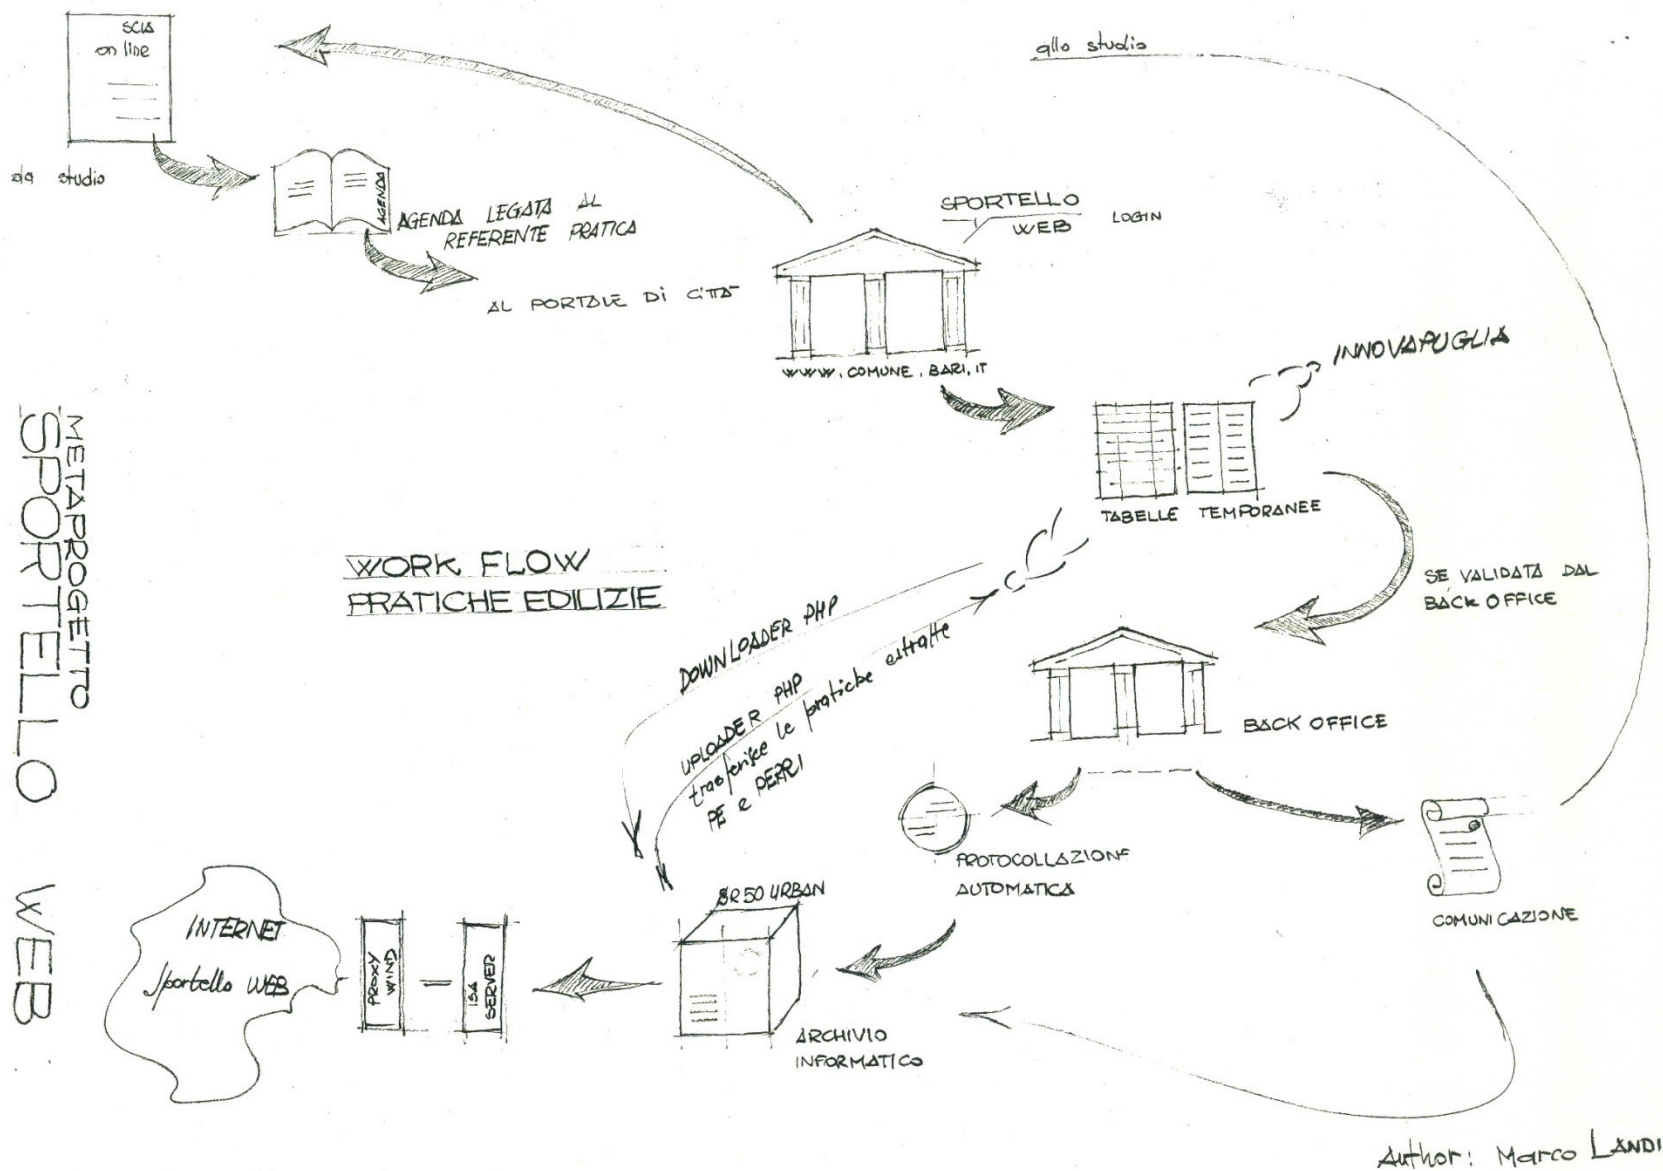 SCIA
on line
da studio
AGENDA
AGENDA LEGATA AL
REFERENTE PRATICA
AL PORTALE DI CITTA'
allo studio
SPORTELLO
WEB
LOGIN
WWW.COMUNE.BARI.IT
INNOVAPUGLIA
TABELLE TEMPORANEE
SE VALIDATA DAL
BACK OFFICE
BACK OFFICE
METAPROGETTO
SPORTELLO WEB
WORK FLOW
PRATICHE EDILIZIE
DOWNLOADER PHP
UPLOADER PHP
trasferisce le pratiche estratte
PE e DERRI
PROTOCOLLAZIONE
AUTOMATICA
COMUNICAZIONE
SR50 URBAN
ARCHIVIO
INFORMATICO
ISA
SERVER
PROXY
WIND
INTERNET
Sportello WEB
Author: Marco LANDI